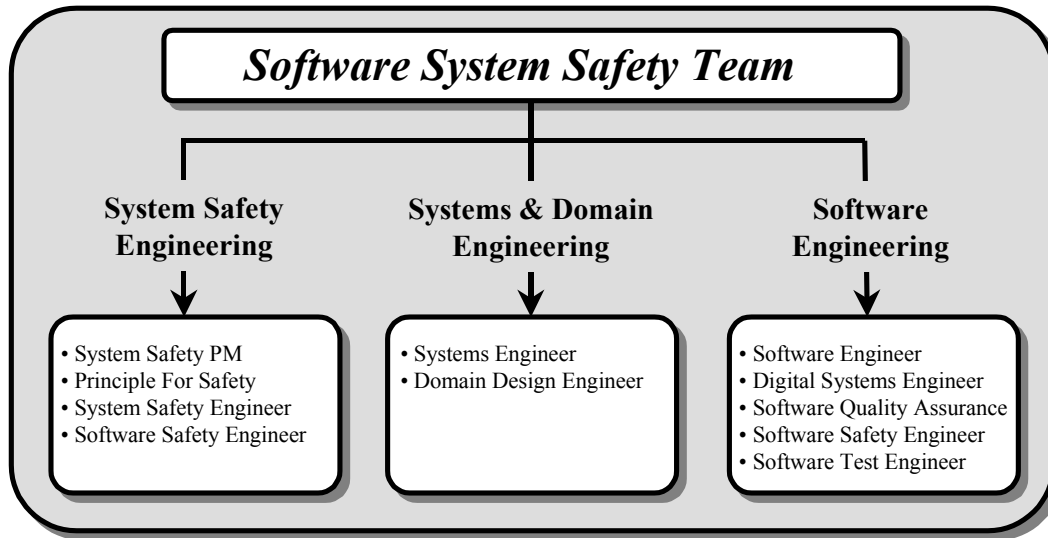 Software System Safety Team
System Safety
Engineering
Systems & Domain
Engineering
Software
Engineering
• System Safety PM
• Principle For Safety
• System Safety Engineer
• Software Safety Engineer
• Systems Engineer
• Domain Design Engineer
• Software Engineer
• Digital Systems Engineer
• Software Quality Assurance
• Software Safety Engineer
• Software Test Engineer